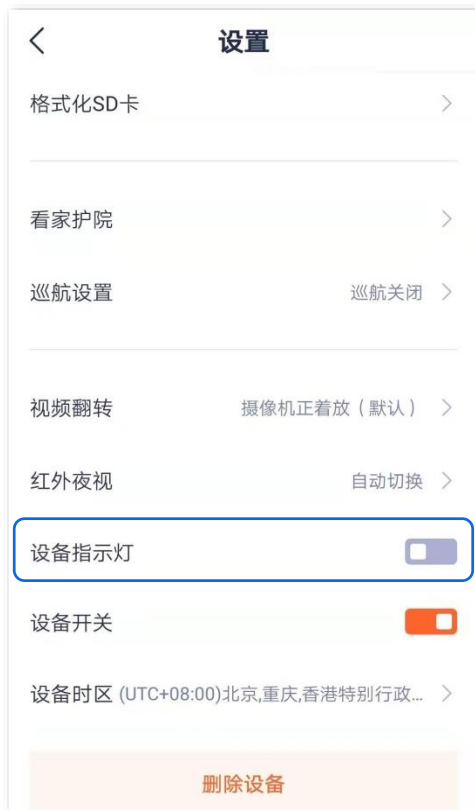 设置
格式化SD卡
看家护院
巡航设置 巡航关闭
视频翻转 摄像机正着放（默认）
红外夜视 自动切换
设备指示灯
设备开关
设备时区 (UTC+08:00)北京,重庆,香港特别行政...
删除设备